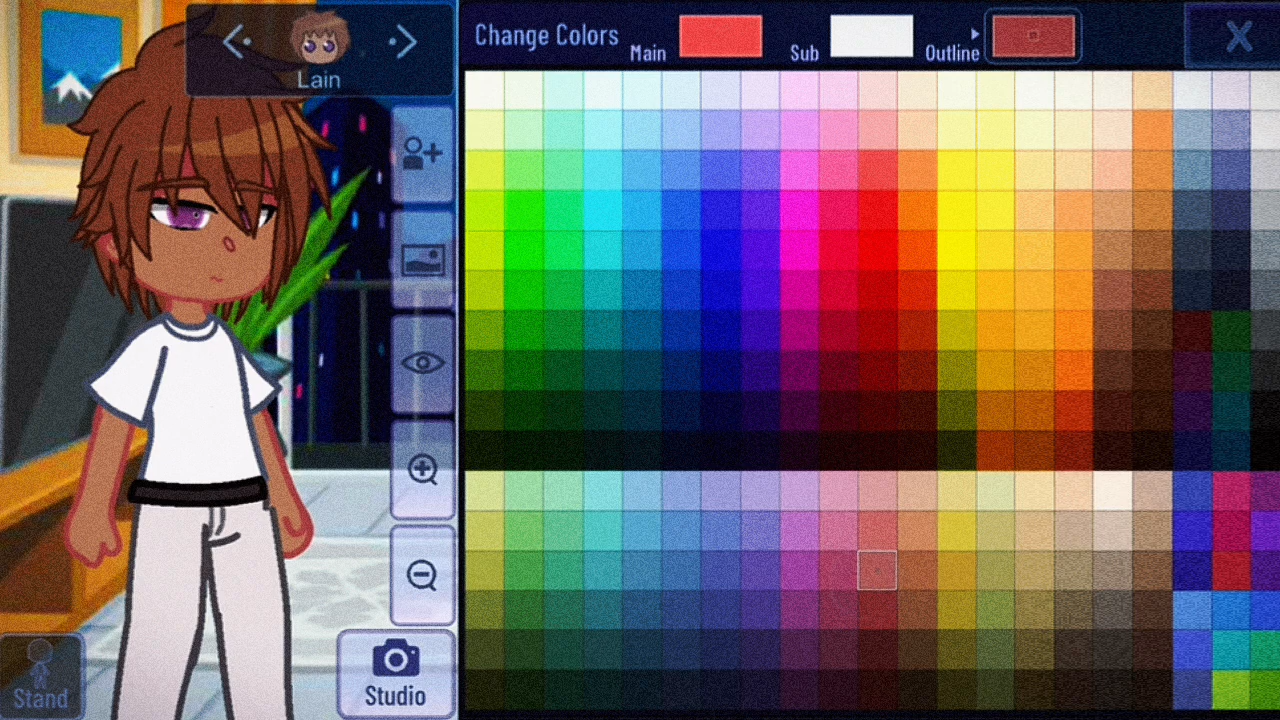 Lain
Change Colors
Main
Sub
Outline
X
Stand
Studio